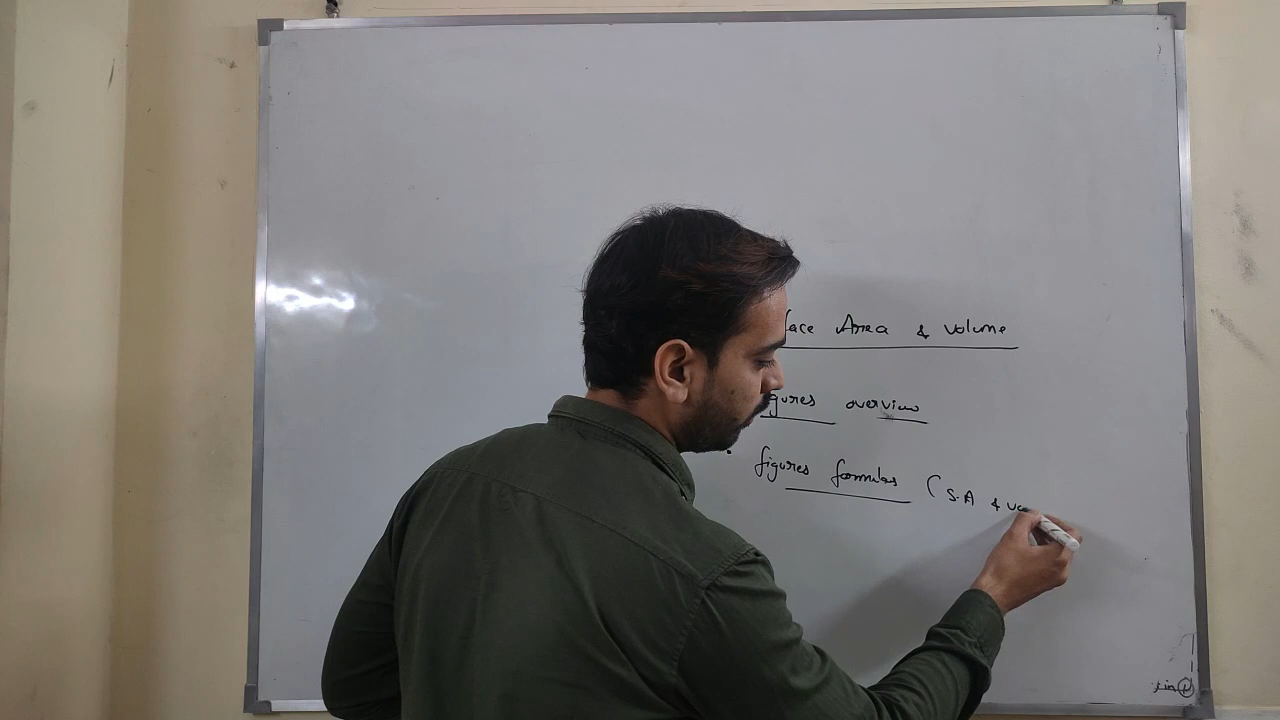 face Area & Volume
gures overview
figures formulas (S.A & vo